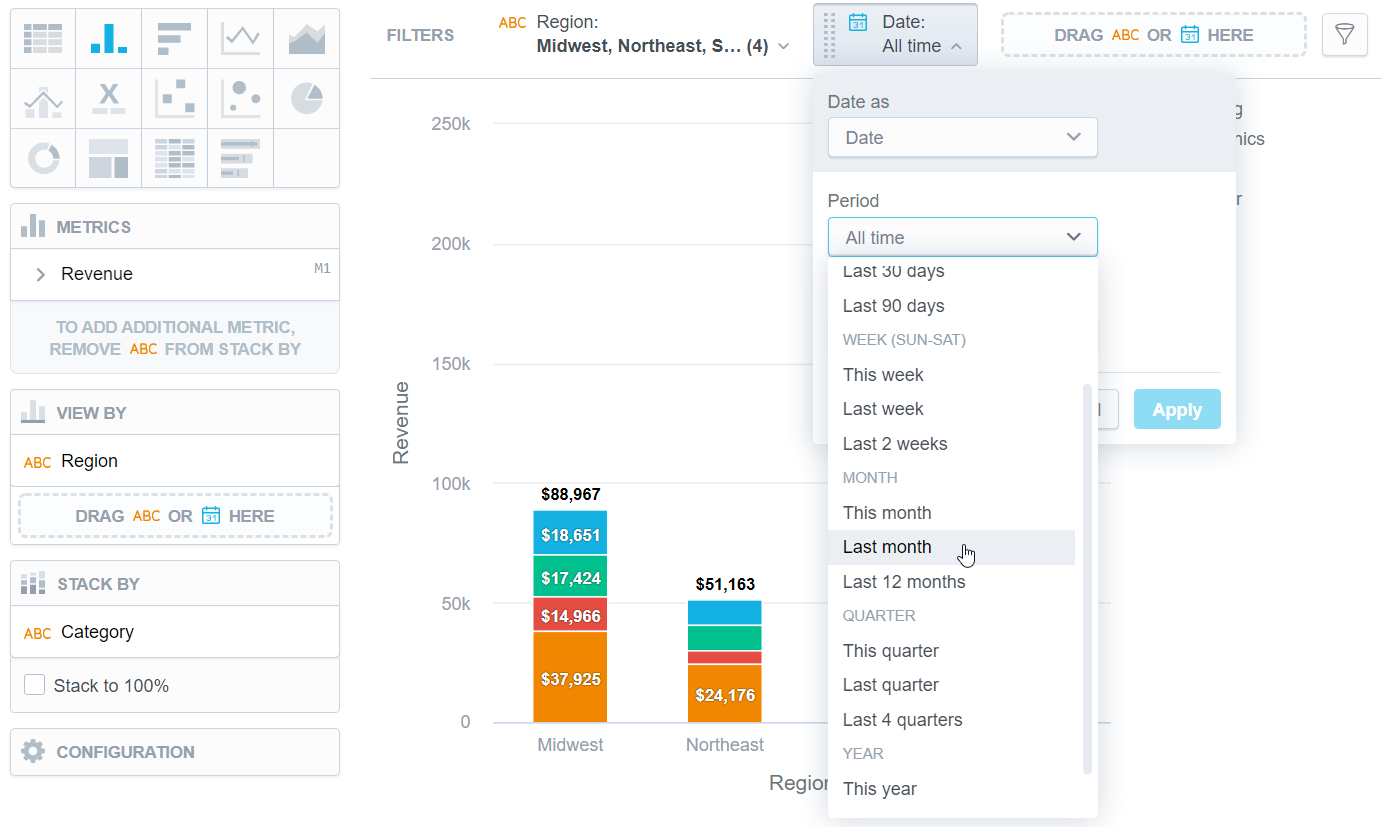 FILTERS
ABC Region:
Midwest, Northeast, S... (4)
31 Date:
All time
DRAG ABC OR 31 HERE
METRICS
Revenue M1
TO ADD ADDITIONAL METRIC,
REMOVE ABC FROM STACK BY
VIEW BY
ABC Region
DRAG ABC OR 31 HERE
STACK BY
ABC Category
Stack to 100%
CONFIGURATION
Revenue
250k
200k
150k
100k
50k
0
$88,967
$18,651
$17,424
$14,966
$37,925
$51,163
$24,176
Midwest
Northeast
Region
Date as
Date
Period
All time
Last 30 days
Last 90 days
WEEK (SUN-SAT)
This week
Last week
Last 2 weeks
MONTH
This month
Last month
Last 12 months
QUARTER
This quarter
Last quarter
Last 4 quarters
YEAR
This year
Apply